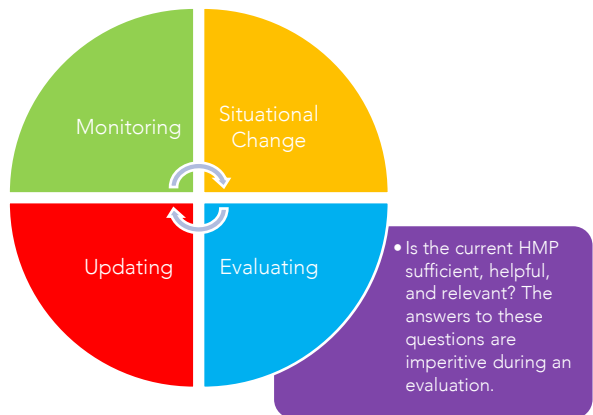 Monitoring
Situational
Change
Updating
Evaluating
• Is the current HMP
sufficient, helpful,
and relevant? The
answers to these
questions are
imperitive during an
evaluation.